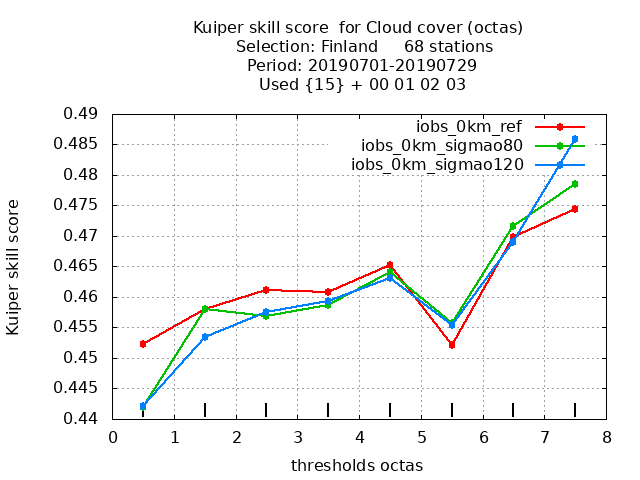 Kuiper skill score  for Cloud cover (octas)
Selection: Finland     68 stations
Period: 20190701-20190729
Used {15} + 00 01 02 03
iobs_0km_ref
iobs_0km_sigmao80
iobs_0km_sigmao120
Kuiper skill score
0.49
0.485
0.48
0.475
0.47
0.465
0.46
0.455
0.45
0.445
0.44
0 1 2 3 4 5 6 7 8
thresholds octas